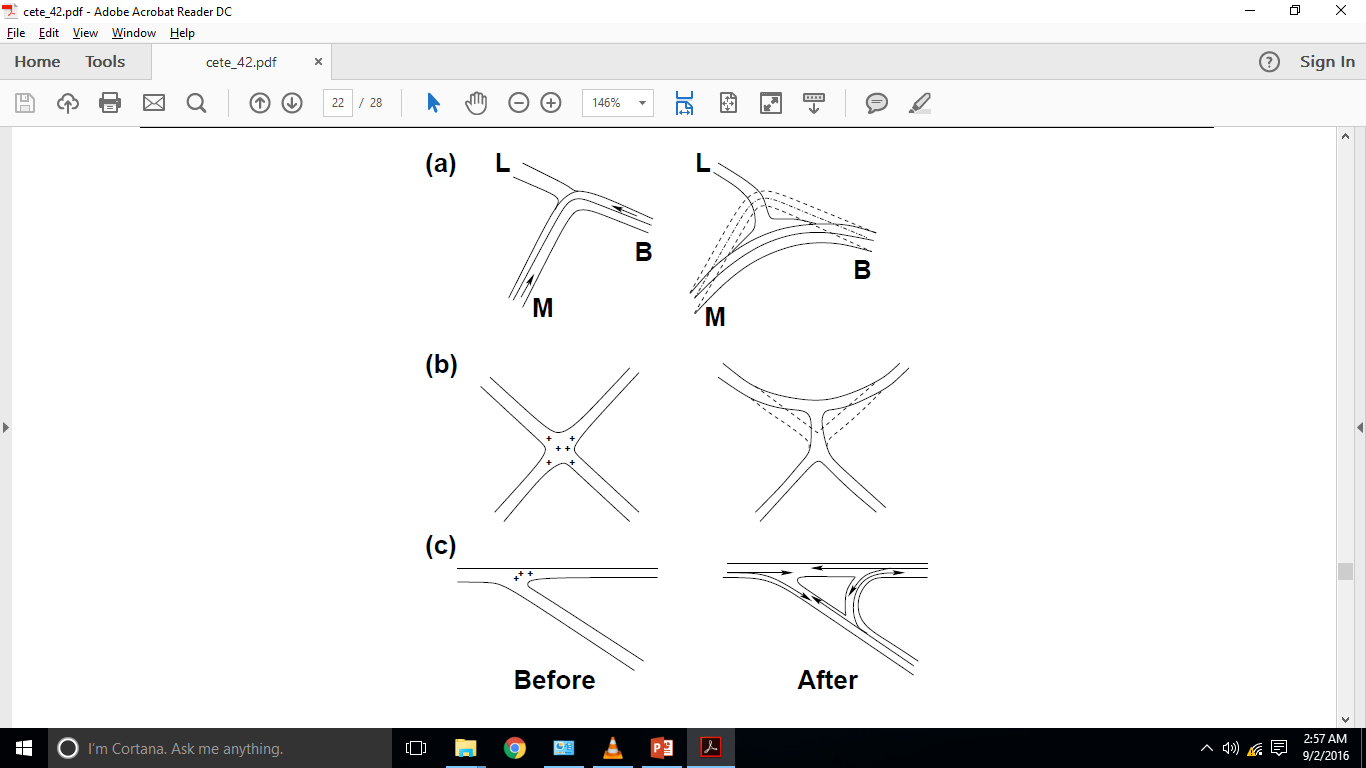 cete_42.pdf - Adobe Acrobat Reader DC
File Edit View Window Help
Home Tools cete_42.pdf × ? Sign In
22 / 28 146%
(a) L L
B B
M M
(b)
(c)
Before After
I'm Cortana. Ask me anything.
2:57 AM
9/2/2016